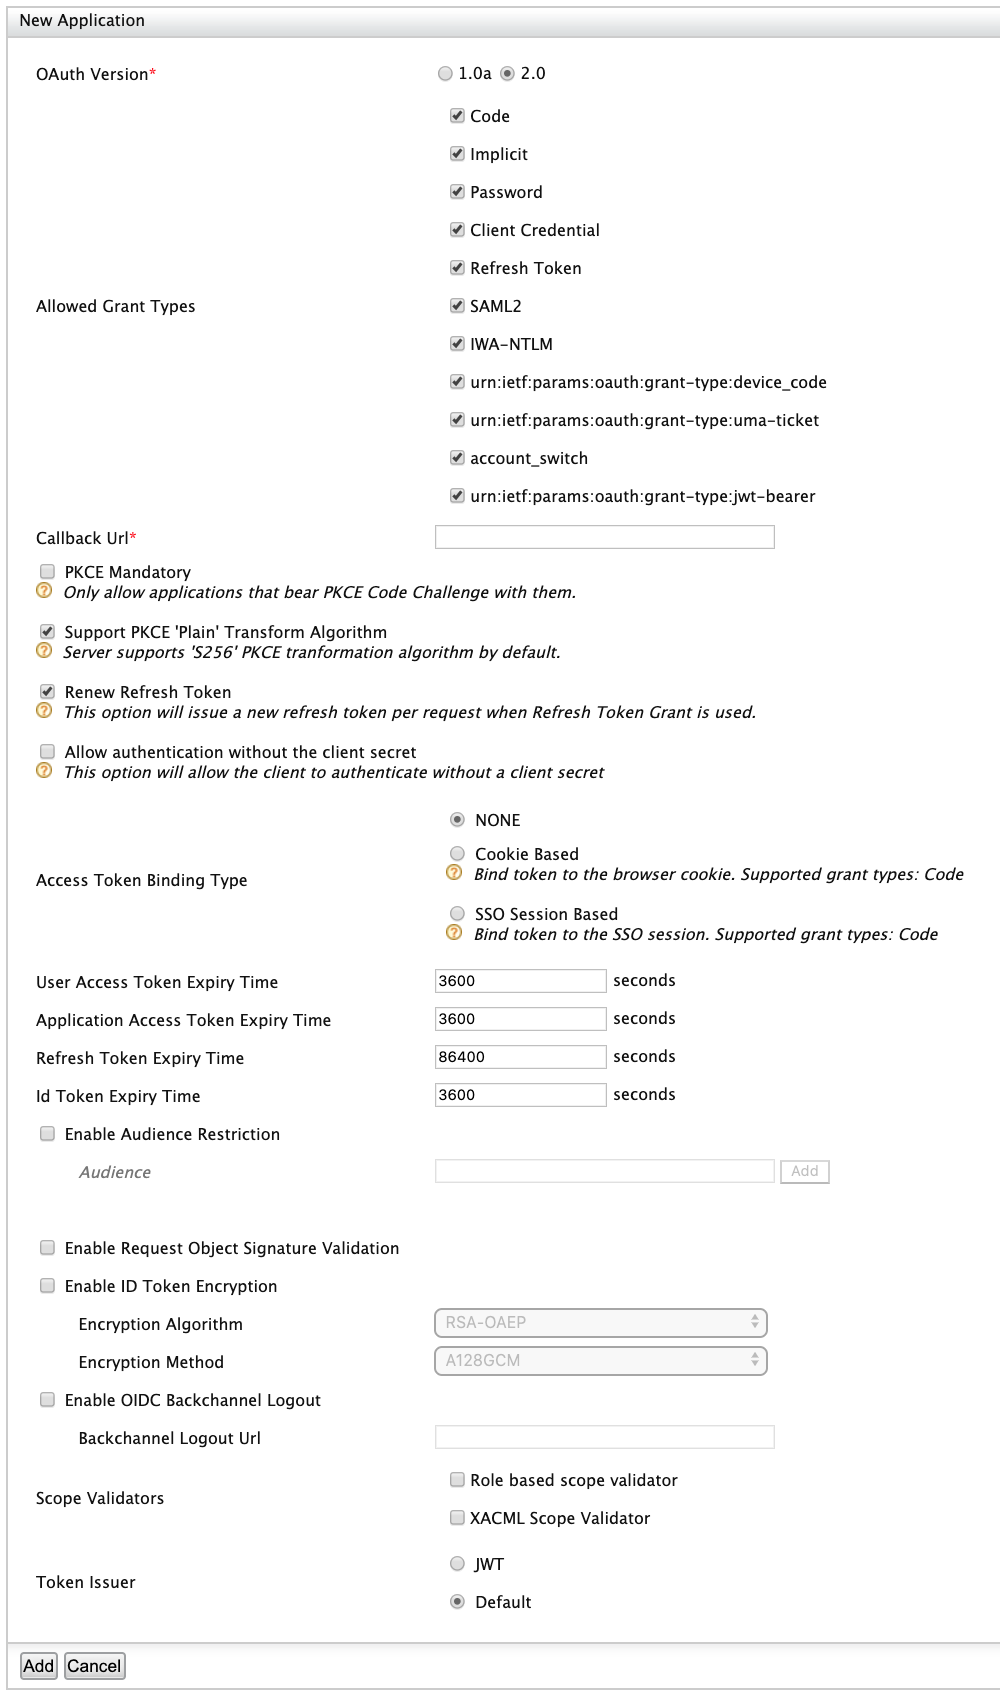 New Application
OAuth Version*
1.0a 2.0
Allowed Grant Types
Code
Implicit
Password
Client Credential
Refresh Token
SAML2
IWA-NTLM
urn:ietf:params:oauth:grant-type:device_code
urn:ietf:params:oauth:grant-type:uma-ticket
account_switch
urn:ietf:params:oauth:grant-type:jwt-bearer
Callback Url*
PKCE Mandatory
? Only allow applications that bear PKCE Code Challenge with them.
Support PKCE 'Plain' Transform Algorithm
? Server supports 'S256' PKCE tranformation algorithm by default.
Renew Refresh Token
? This option will issue a new refresh token per request when Refresh Token Grant is used.
Allow authentication without the client secret
? This option will allow the client to authenticate without a client secret
Access Token Binding Type
NONE
Cookie Based
? Bind token to the browser cookie. Supported grant types: Code
SSO Session Based
? Bind token to the SSO session. Supported grant types: Code
User Access Token Expiry Time 3600 seconds
Application Access Token Expiry Time 3600 seconds
Refresh Token Expiry Time 86400 seconds
Id Token Expiry Time 3600 seconds
Enable Audience Restriction
Audience Add
Enable Request Object Signature Validation
Enable ID Token Encryption
Encryption Algorithm RSA-OAEP
Encryption Method A128GCM
Enable OIDC Backchannel Logout
Backchannel Logout Url
Scope Validators
Role based scope validator
XACML Scope Validator
Token Issuer
JWT
Default
Add Cancel